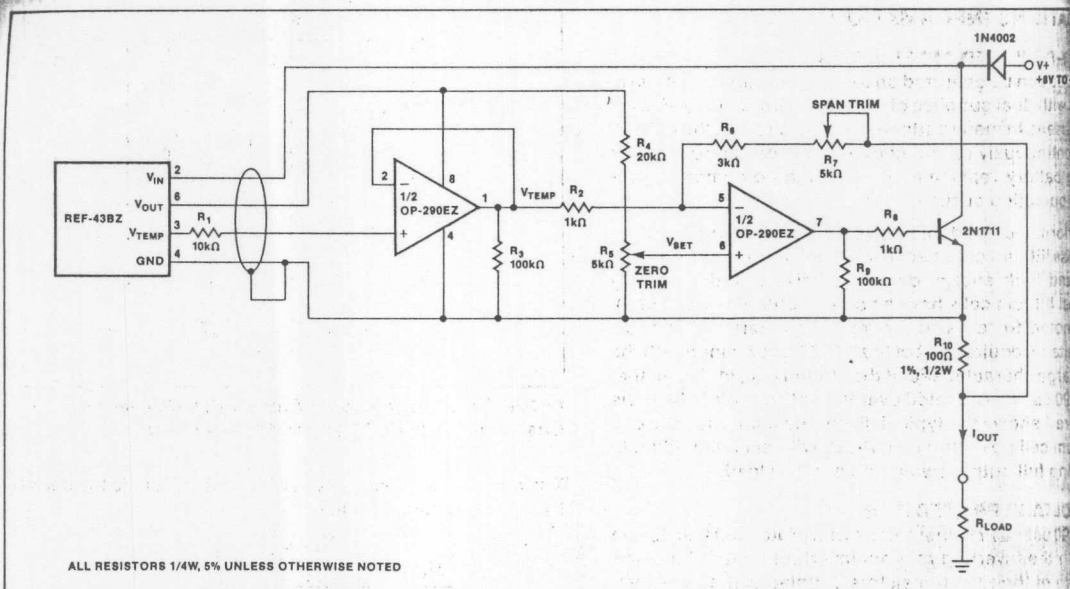 1N4002
V+
+8V TO
SPAN TRIM
R6
3kΩ
R7
5kΩ
R4
20kΩ
REF-43BZ
VIN
2
VOUT
6
VTEMP
3
GND
4
R1
10kΩ
2
−
8
1/2
OP-290EZ
+
4
1
VTEMP
R2
1kΩ
R3
100kΩ
R5
5kΩ
ZERO
TRIM
VSET
5
−
1/2
OP-290EZ
6
+
7
R8
1kΩ
2N1711
R9
100kΩ
R10
100Ω
1%, 1/2W
IOUT
RLOAD
ALL RESISTORS 1/4W, 5% UNLESS OTHERWISE NOTED